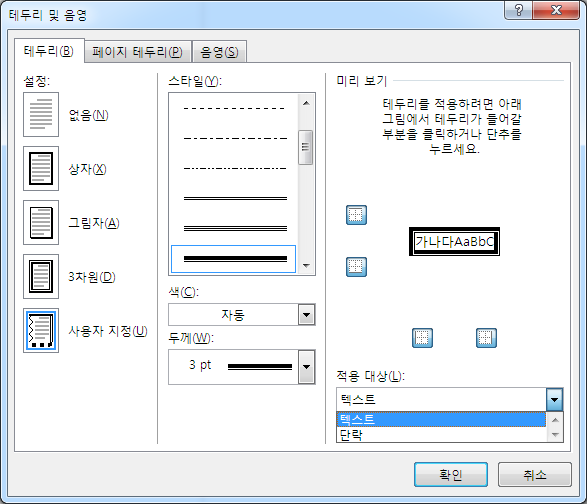 테두리 및 음영
테두리(B)
페이지 테두리(P)
음영(S)
설정:
없음(N)
상자(X)
그림자(A)
3차원(D)
사용자 지정(U)
스타일(Y):
색(C):
자동
두께(W):
3 pt
미리 보기
테두리를 적용하려면 아래
그림에서 테두리가 들어갈
부분을 클릭하거나 단추를
누르세요.
가나다AaBbC
적용 대상(L):
텍스트
텍스트
단락
확인
취소